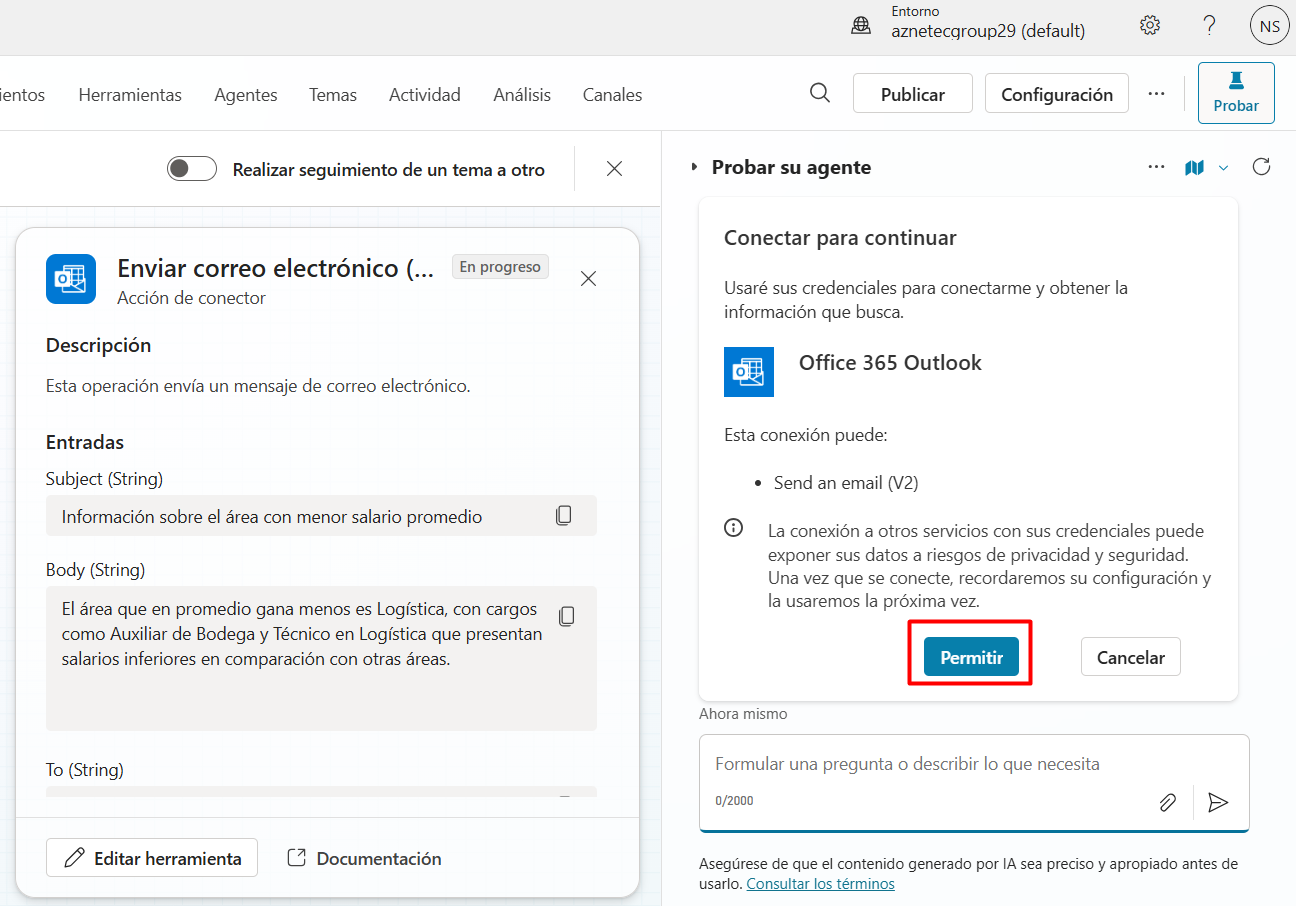 Entorno
aznetecgroup29 (default)
NS
ientos
Herramientas
Agentes
Temas
Actividad
Análisis
Canales
Publicar
Configuración
Probar
Realizar seguimiento de un tema a otro
Enviar correo electrónico (...
En progreso
Acción de conector
Descripción
Esta operación envía un mensaje de correo electrónico.
Entradas
Subject (String)
Información sobre el área con menor salario promedio
Body (String)
El área que en promedio gana menos es Logística, con cargos
como Auxiliar de Bodega y Técnico en Logística que presentan
salarios inferiores en comparación con otras áreas.
To (String)
Editar herramienta
Documentación
Probar su agente
Conectar para continuar
Usaré sus credenciales para conectarme y obtener la
información que busca.
Office 365 Outlook
Esta conexión puede:
• Send an email (V2)
La conexión a otros servicios con sus credenciales puede
exponer sus datos a riesgos de privacidad y seguridad.
Una vez que se conecte, recordaremos su configuración y
la usaremos la próxima vez.
Permitir
Cancelar
Ahora mismo
Formular una pregunta o describir lo que necesita
0/2000
Asegúrese de que el contenido generado por IA sea preciso y apropiado antes de
usarlo. Consultar los términos